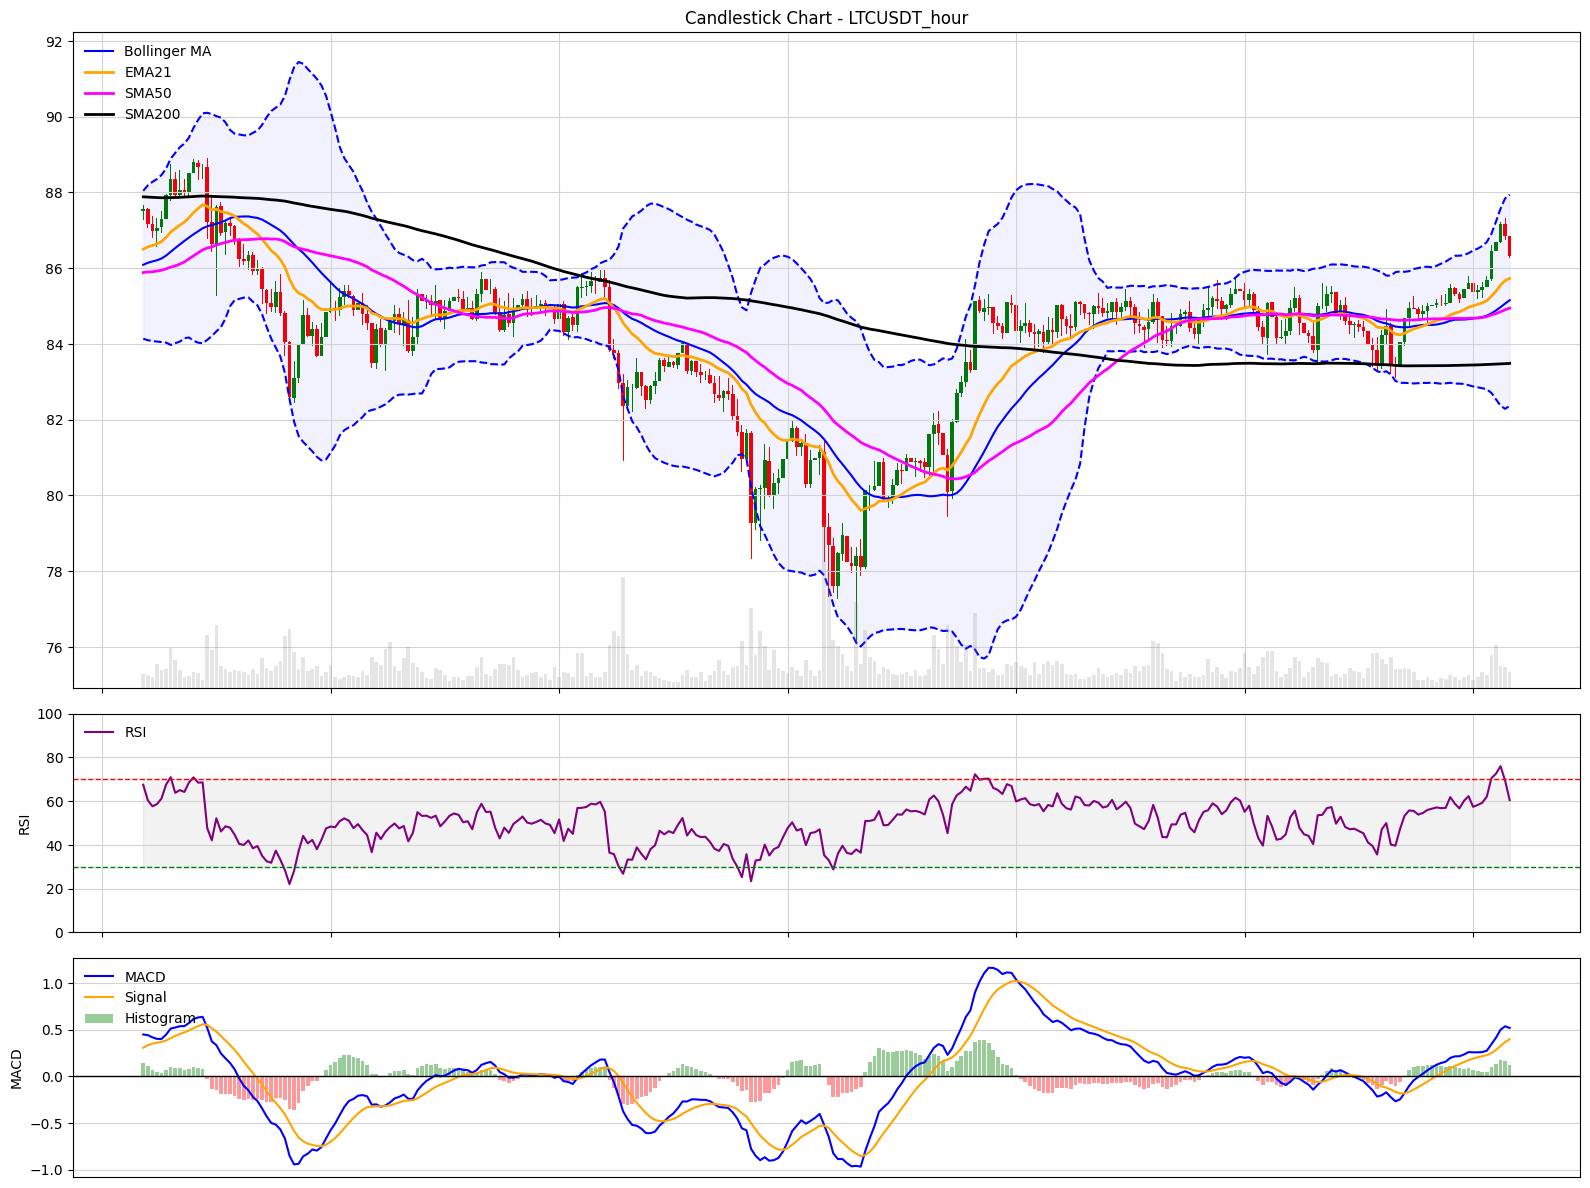 Candlestick Chart - LTCUSDT_hour
Bollinger MA
EMA21
SMA50
SMA200
92
90
88
86
84
82
80
78
76
RSI
100
80
60
40
20
0
RSI
MACD
Signal
Histogram
1.0
0.5
0.0
−0.5
−1.0
MACD